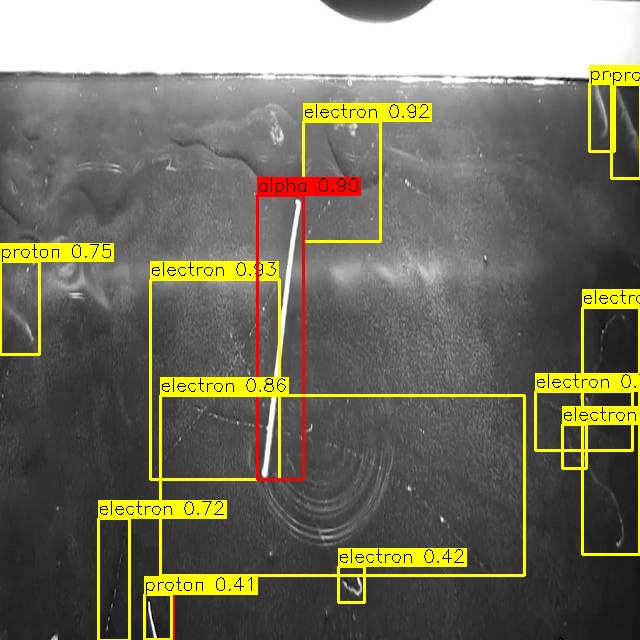 electron 0.92
alpha 0.90
proton 0.75
electron 0.93
electron 0.86
electron 0.72
electron 0.42
proton 0.41
electron